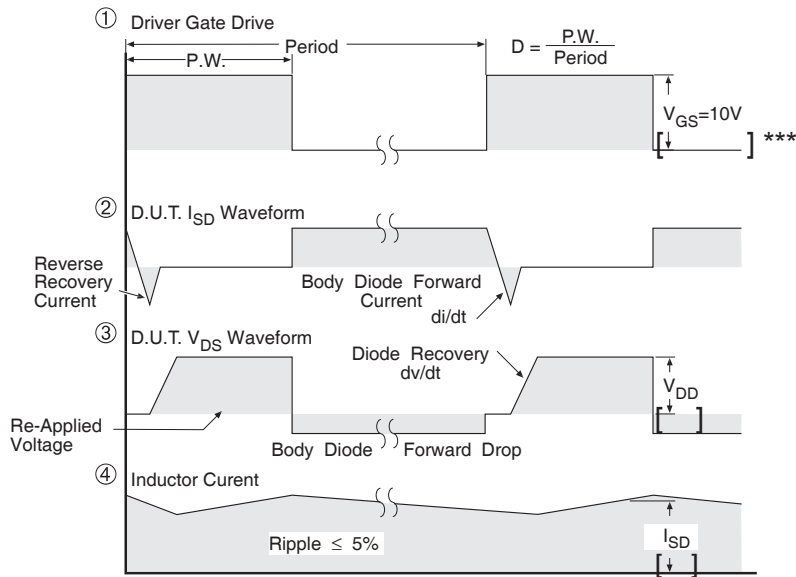 ① Driver Gate Drive
Period
P.W.
D = P.W. / Period
V_GS=10V
[ ] ***
② D.U.T. I_SD Waveform
Reverse
Recovery
Current
Body Diode Forward
Current
di/dt
③ D.U.T. V_DS Waveform
Diode Recovery
dv/dt
V_DD
[ ]
Re-Applied
Voltage
Body Diode Forward Drop
④ Inductor Curent
Ripple ≤ 5%
I_SD
[ ]